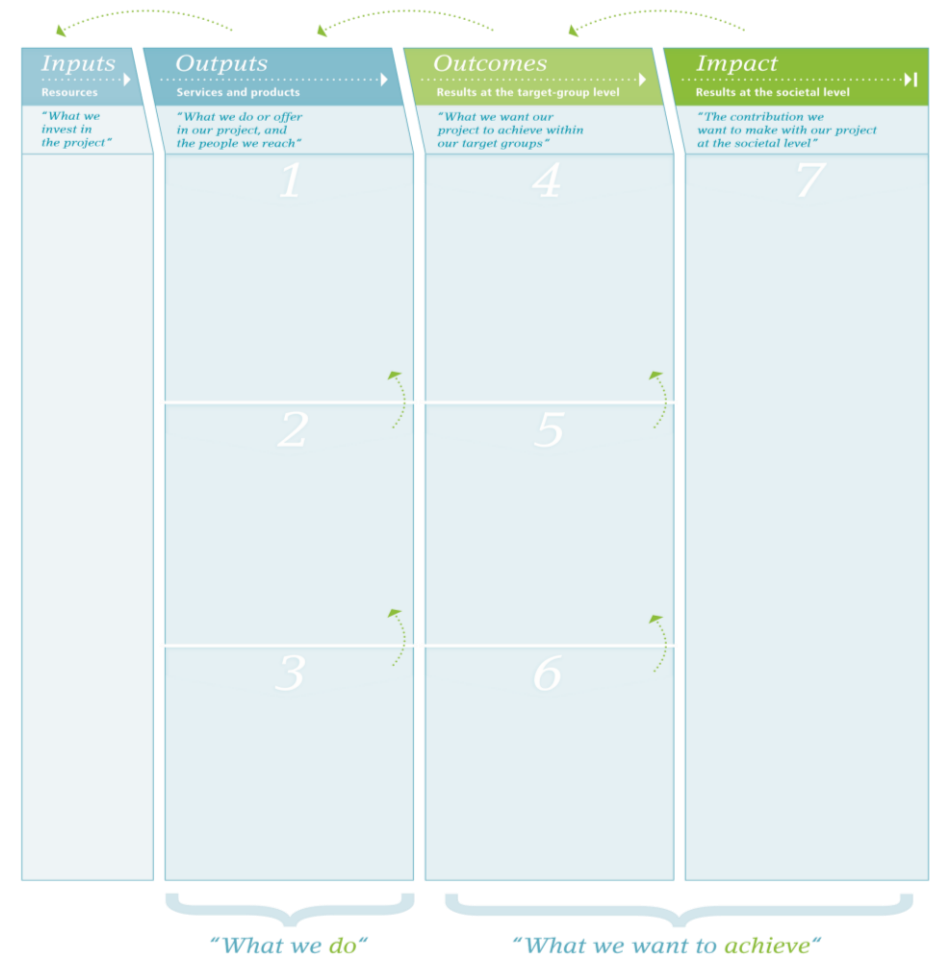 Inputs
Resources
"What we
invest in
the project"
Outputs
Services and products
"What we do or offer
in our project, and
the people we reach"
1
2
3
Outcomes
Results at the target-group level
"What we want our
project to achieve within
our target groups"
4
5
6
Impact
Results at the societal level
"The contribution we
want to make with our project
at the societal level"
7
"What we do"
"What we want to achieve"